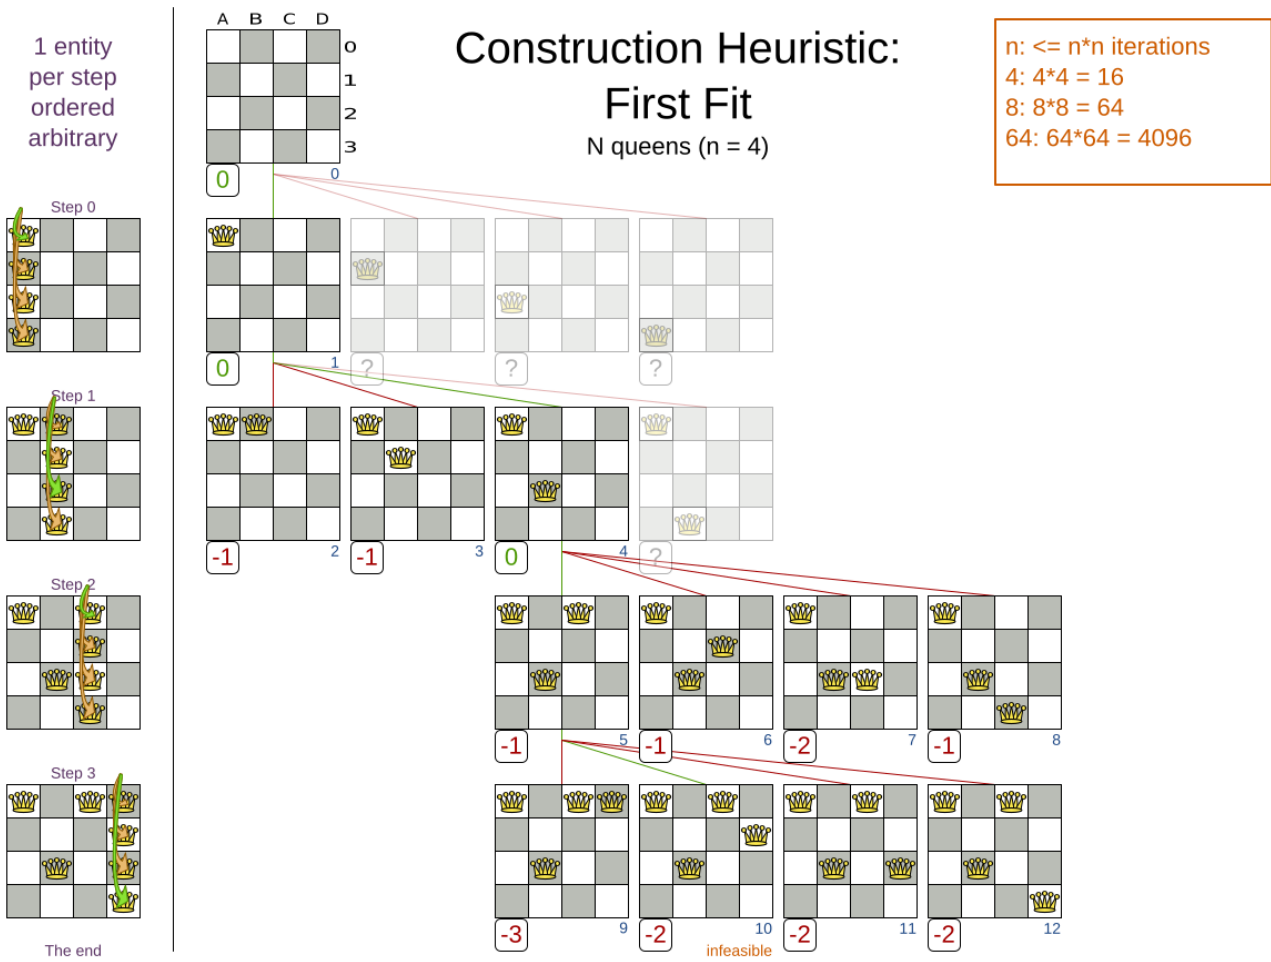 1 entity
per step
ordered
arbitrary
A B C D
0
1
2
3
0
0
Construction Heuristic:
First Fit
N queens (n = 4)
n: <= n*n iterations
4: 4*4 = 16
8: 8*8 = 64
64: 64*64 = 4096
Step 0
0
1
?
?
?
Step 1
-1
2
-1
3
0
4
?
Step 2
-1
5
-1
6
-2
7
-1
8
Step 3
-3
9
-2
10
infeasible
-2
11
-2
12
The end